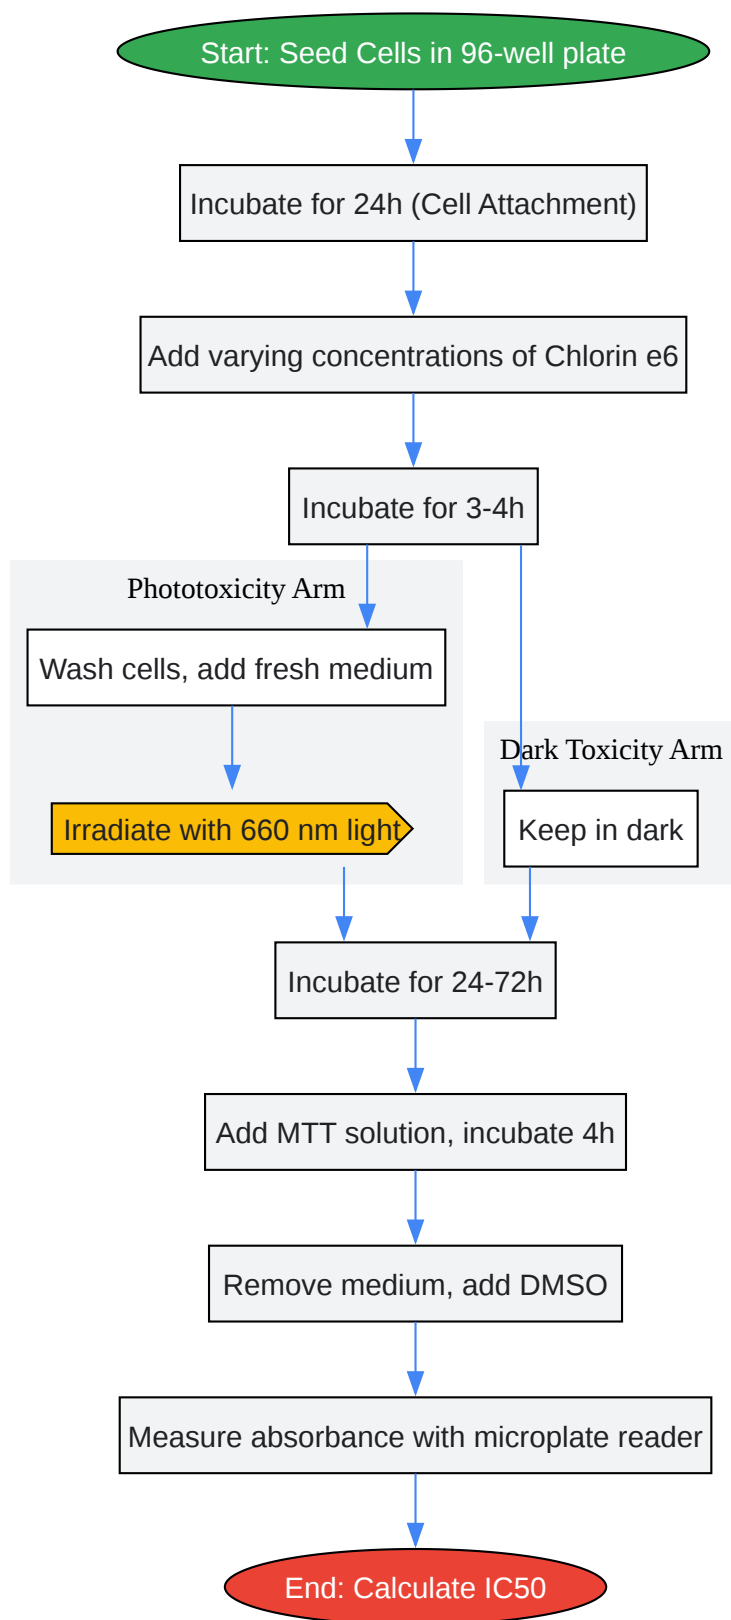 Start: Seed Cells in 96-well plate
Incubate for 24h (Cell Attachment)
Add varying concentrations of Chlorin e6
Incubate for 3-4h
Phototoxicity Arm
Wash cells, add fresh medium
Irradiate with 660 nm light
Dark Toxicity Arm
Keep in dark
Incubate for 24-72h
Add MTT solution, incubate 4h
Remove medium, add DMSO
Measure absorbance with microplate reader
End: Calculate IC50